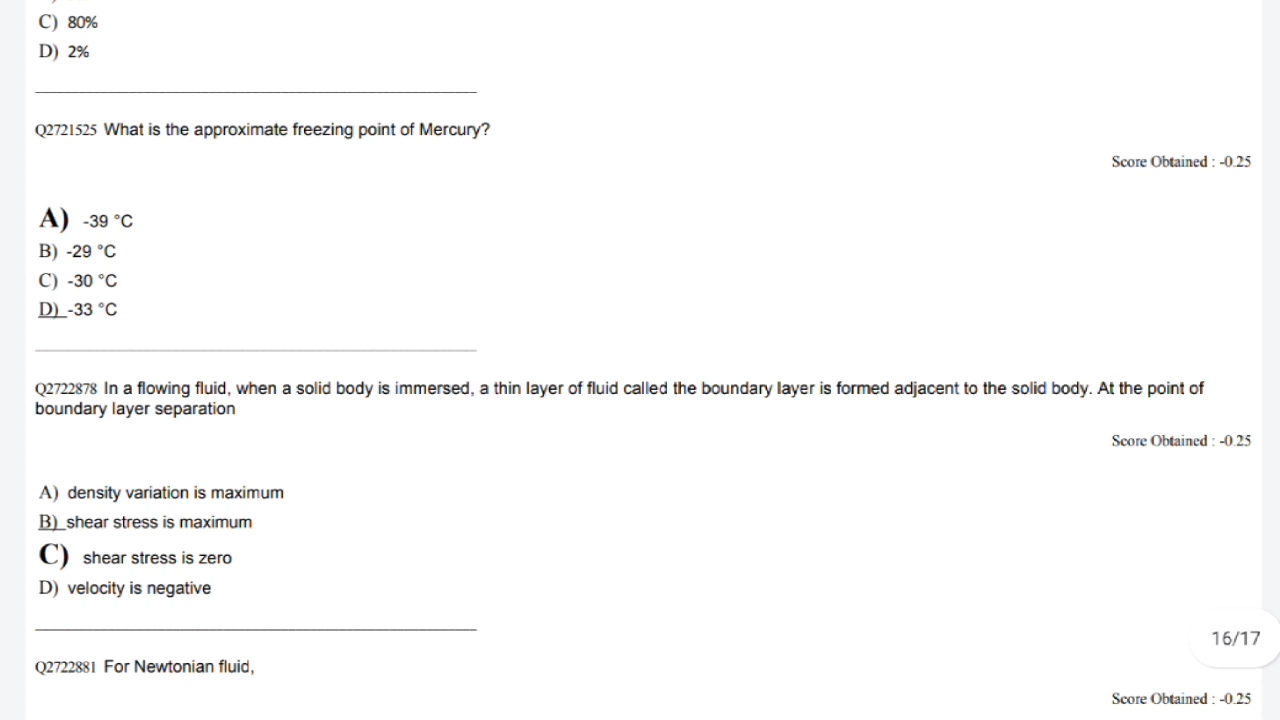 C) 80%
D) 2%
Q2721525 What is the approximate freezing point of Mercury?
Score Obtained : -0.25
A) -39 °C
B) -29 °C
C) -30 °C
D) -33 °C
Q2722878 In a flowing fluid, when a solid body is immersed, a thin layer of fluid called the boundary layer is formed adjacent to the solid body. At the point of
boundary layer separation
Score Obtained : -0.25
A) density variation is maximum
B) shear stress is maximum
C) shear stress is zero
D) velocity is negative
16/17
Q2722881 For Newtonian fluid,
Score Obtained : -0.25